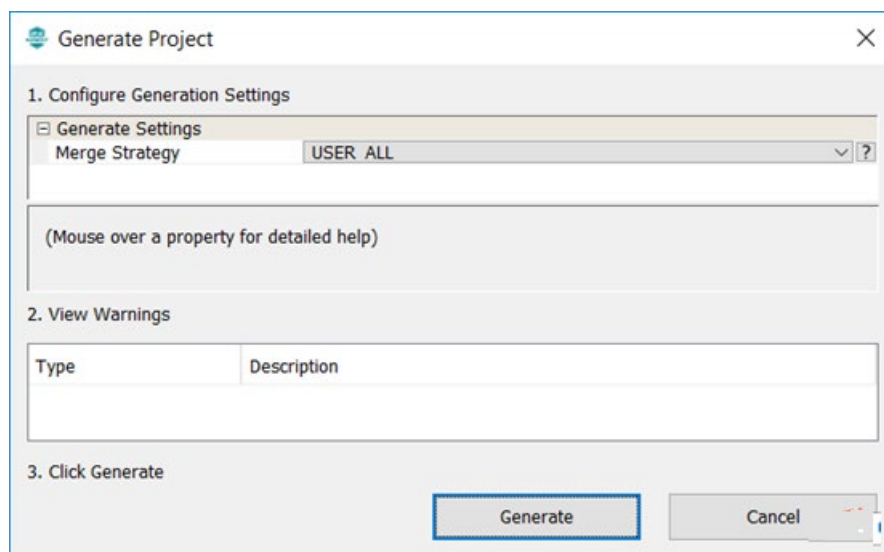 Generate Project
1. Configure Generation Settings
Generate Settings
Merge Strategy USER_ALL ?
(Mouse over a property for detailed help)
2. View Warnings
Type Description
3. Click Generate
Generate Cancel